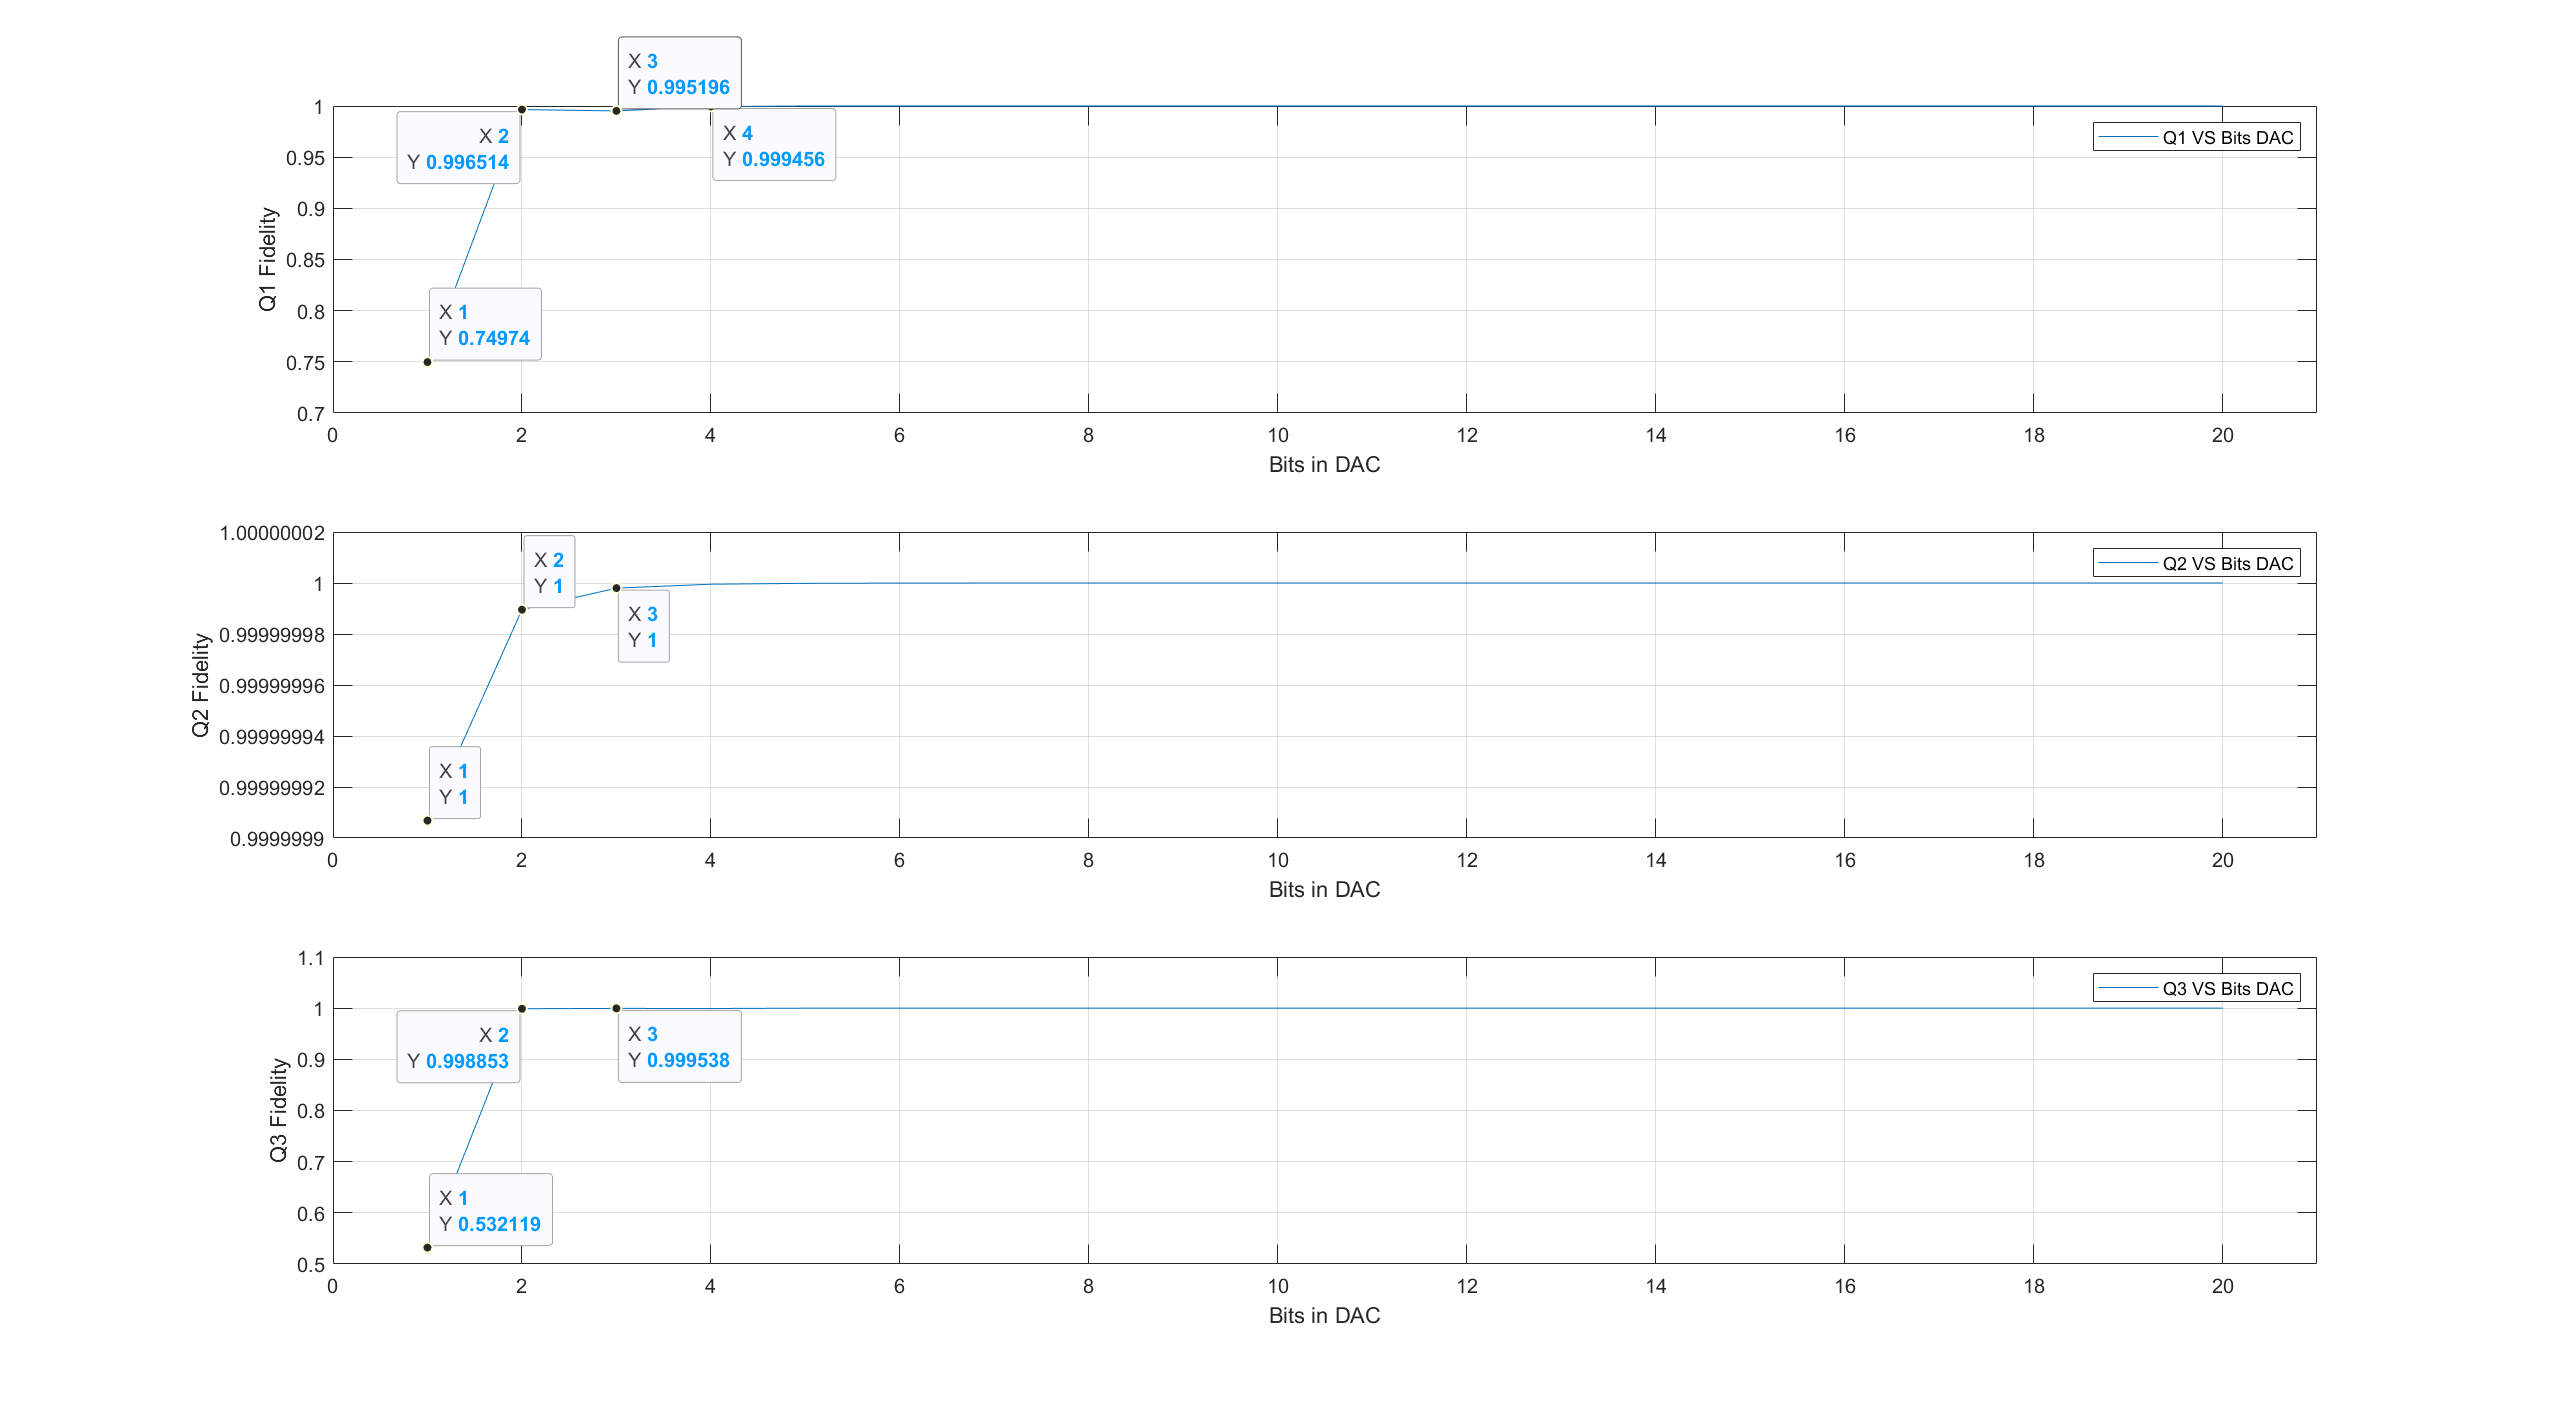 X 3
Y 0.995196
X 2
Y 0.996514
X 4
Y 0.999456
X 1
Y 0.74974
Q1 VS Bits DAC
1
0.95
0.9
0.85
0.8
0.75
0.7
Q1 Fidelity
0 2 4 6 8 10 12 14 16 18 20
Bits in DAC
X 2
Y 1
X 3
Y 1
X 1
Y 1
Q2 VS Bits DAC
1.00000002
1
0.99999998
0.99999996
0.99999994
0.99999992
0.9999999
Q2 Fidelity
0 2 4 6 8 10 12 14 16 18 20
Bits in DAC
X 2
Y 0.998853
X 3
Y 0.999538
X 1
Y 0.532119
Q3 VS Bits DAC
1.1
1
0.9
0.8
0.7
0.6
0.5
Q3 Fidelity
0 2 4 6 8 10 12 14 16 18 20
Bits in DAC